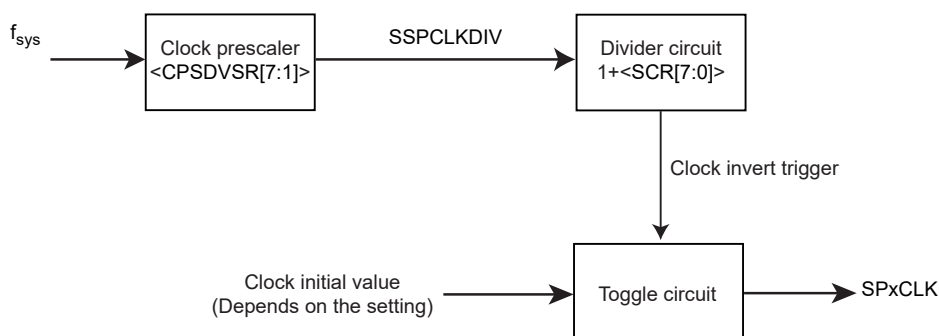 fsys
Clock prescaler
<CPSDVSR[7:1]>
SSPCLKDIV
Divider circuit
1+<SCR[7:0]>
Clock invert trigger
Clock initial value
(Depends on the setting)
Toggle circuit
SPxCLK